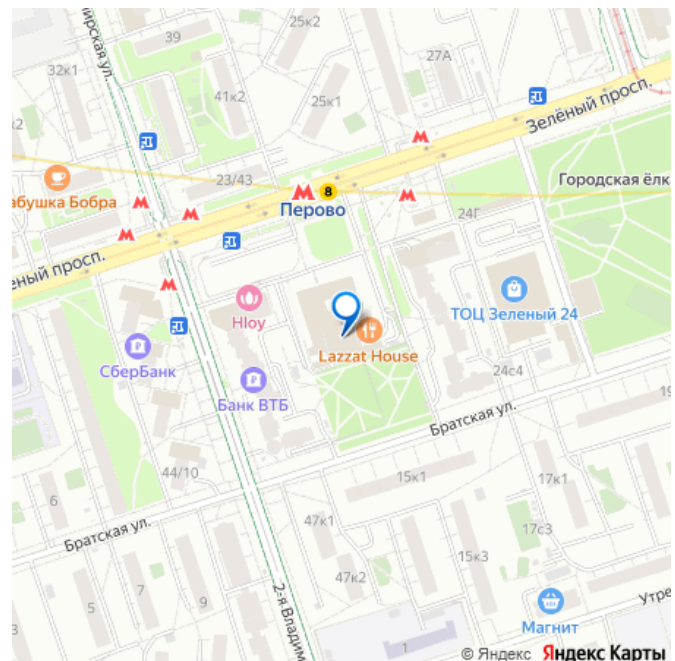 25к2
39
мирская ул.
32к1
27А
41к2
25к1
Зелёный просп.
к2
23/43
8
Перово
абушка Бобра
Городская ёлк
24Г
еный просп.
Hloy
ТОЦ Зеленый 24
Lazzat House
СберБанк
24с4
Банк ВТБ
Братская ул.
19
44/10
15к1
17к1
6
47к1
17с3
Братская ул.
15к3
7
47к2
5
9
2-я Владим
Утре
Магнит
1
© Яндекс Яндекс Карты